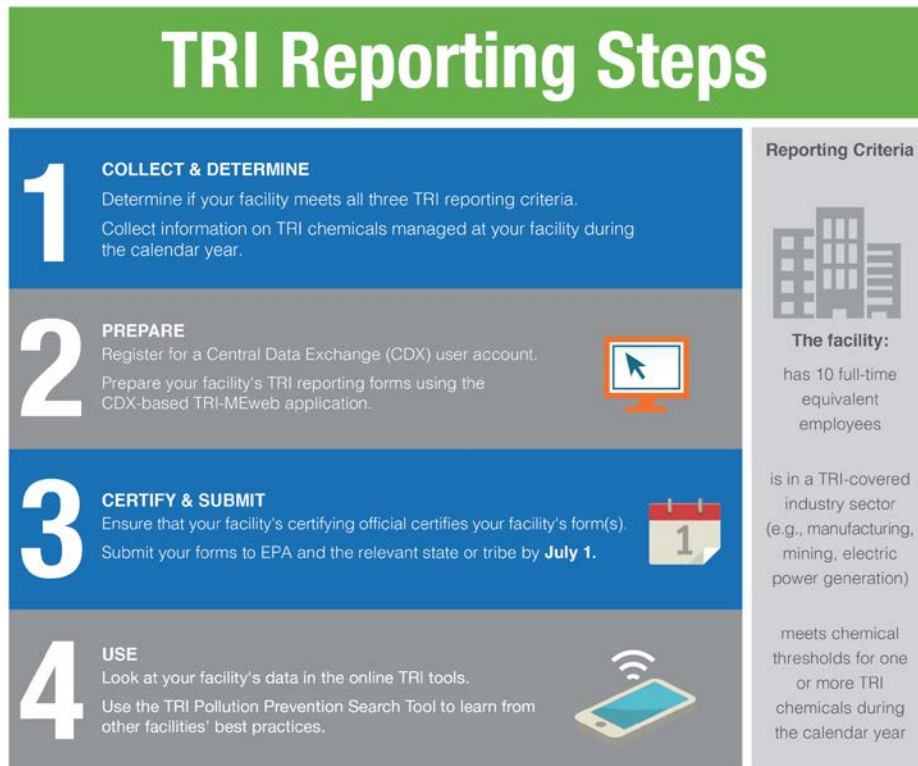 TRI Reporting Steps
1
COLLECT & DETERMINE
Determine if your facility meets all three TRI reporting criteria.
Collect information on TRI chemicals managed at your facility during
the calendar year.
2
PREPARE
Register for a Central Data Exchange (CDX) user account.
Prepare your facility's TRI reporting forms using the
CDX-based TRI-MEweb application.
3
CERTIFY & SUBMIT
Ensure that your facility's certifying official certifies your facility's form(s).
Submit your forms to EPA and the relevant state or tribe by July 1.
1
4
USE
Look at your facility's data in the online TRI tools.
Use the TRI Pollution Prevention Search Tool to learn from
other facilities' best practices.
Reporting Criteria
The facility:
has 10 full-time
equivalent
employees
is in a TRI-covered
industry sector
(e.g., manufacturing,
mining, electric
power generation)
meets chemical
thresholds for one
or more TRI
chemicals during
the calendar year